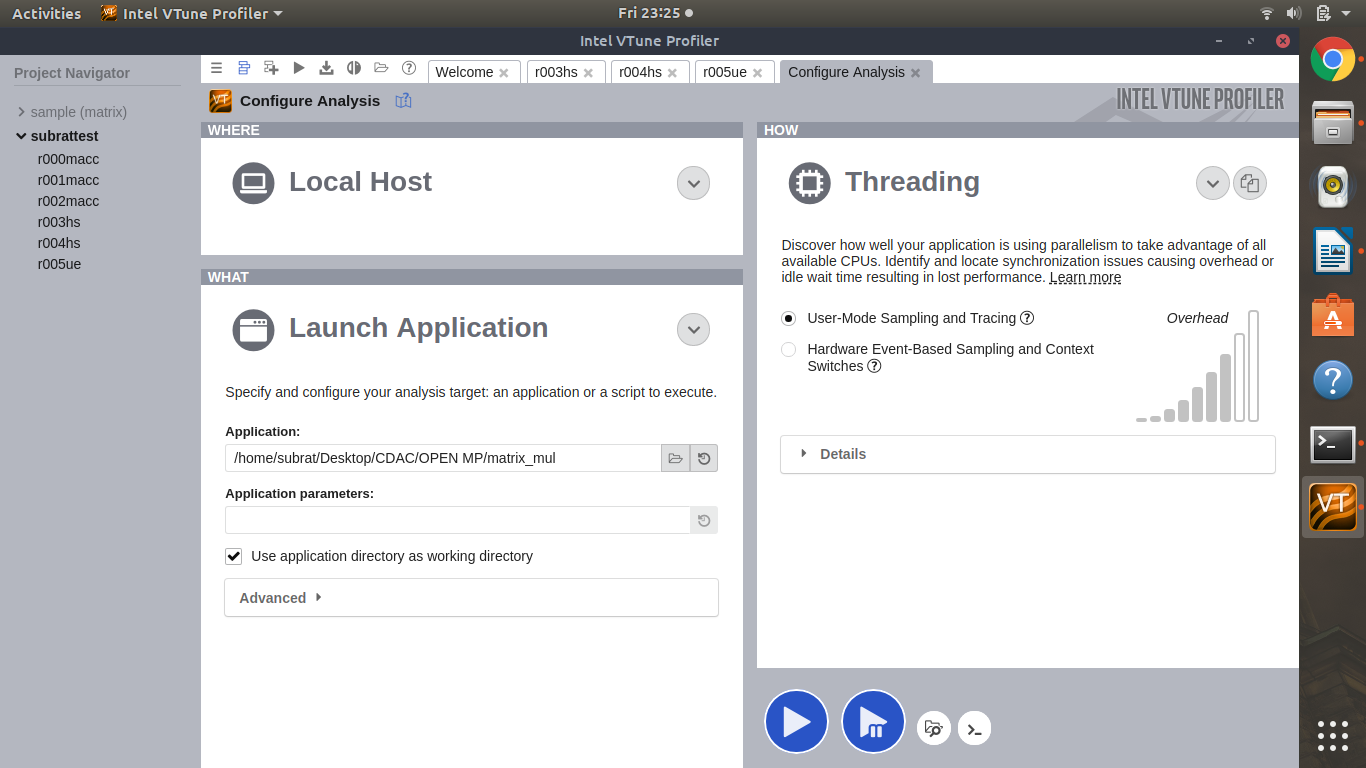 Activities Intel VTune Profiler Fri 23:25
Intel VTune Profiler
Project Navigator
sample (matrix)
subrattest
r000macc
r001macc
r002macc
r003hs
r004hs
r005ue
Welcome r003hs r004hs r005ue Configure Analysis
VT Configure Analysis INTEL VTUNE PROFILER
WHERE
Local Host
WHAT
Launch Application
Specify and configure your analysis target: an application or a script to execute.
Application:
/home/subrat/Desktop/CDAC/OPEN MP/matrix_mul
Application parameters:
Use application directory as working directory
Advanced
HOW
Threading
Discover how well your application is using parallelism to take advantage of all
available CPUs. Identify and locate synchronization issues causing overhead or
idle wait time resulting in lost performance. Learn more
User-Mode Sampling and Tracing ? Overhead
Hardware Event-Based Sampling and Context
Switches ?
Details
VT